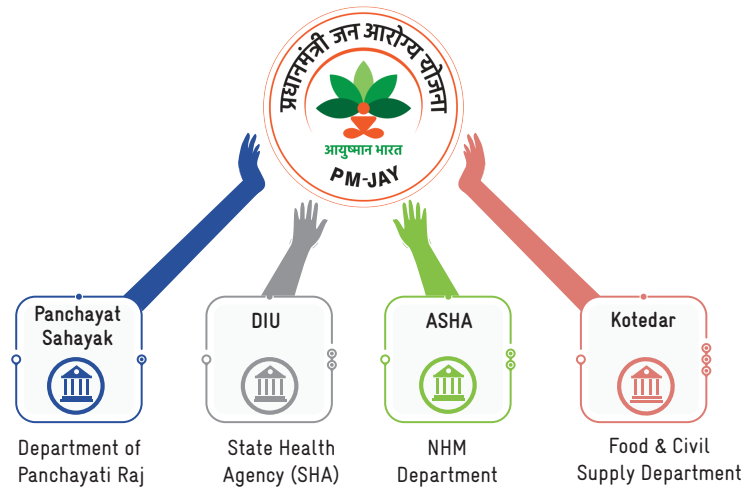 प्रधानमंत्री जन आरोग्य योजना
आयुष्मान भारत
PM-JAY
Panchayat
Sahayak
DIU
ASHA
Kotedar
Department of
Panchayati Raj
State Health
Agency (SHA)
NHM
Department
Food & Civil
Supply Department